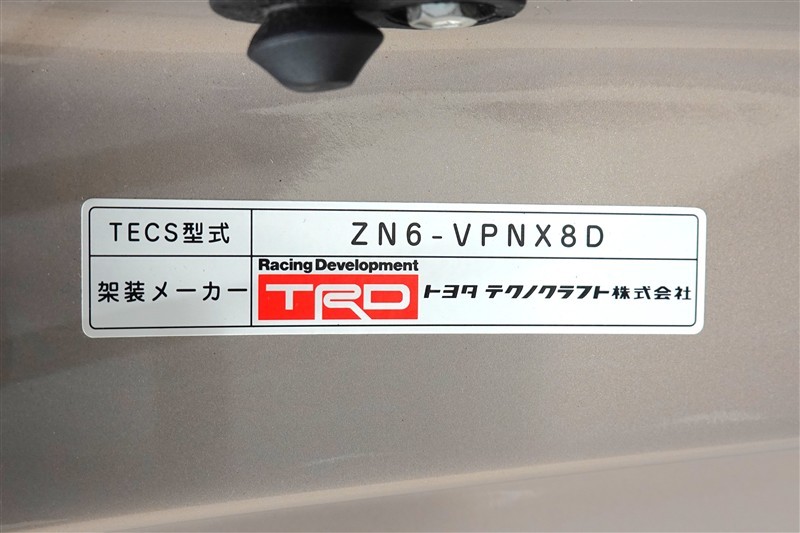 TECS型式 ZN6-VPNX8D
架装メーカー Racing Development
TRD トヨタ テクノクラフト株式会社